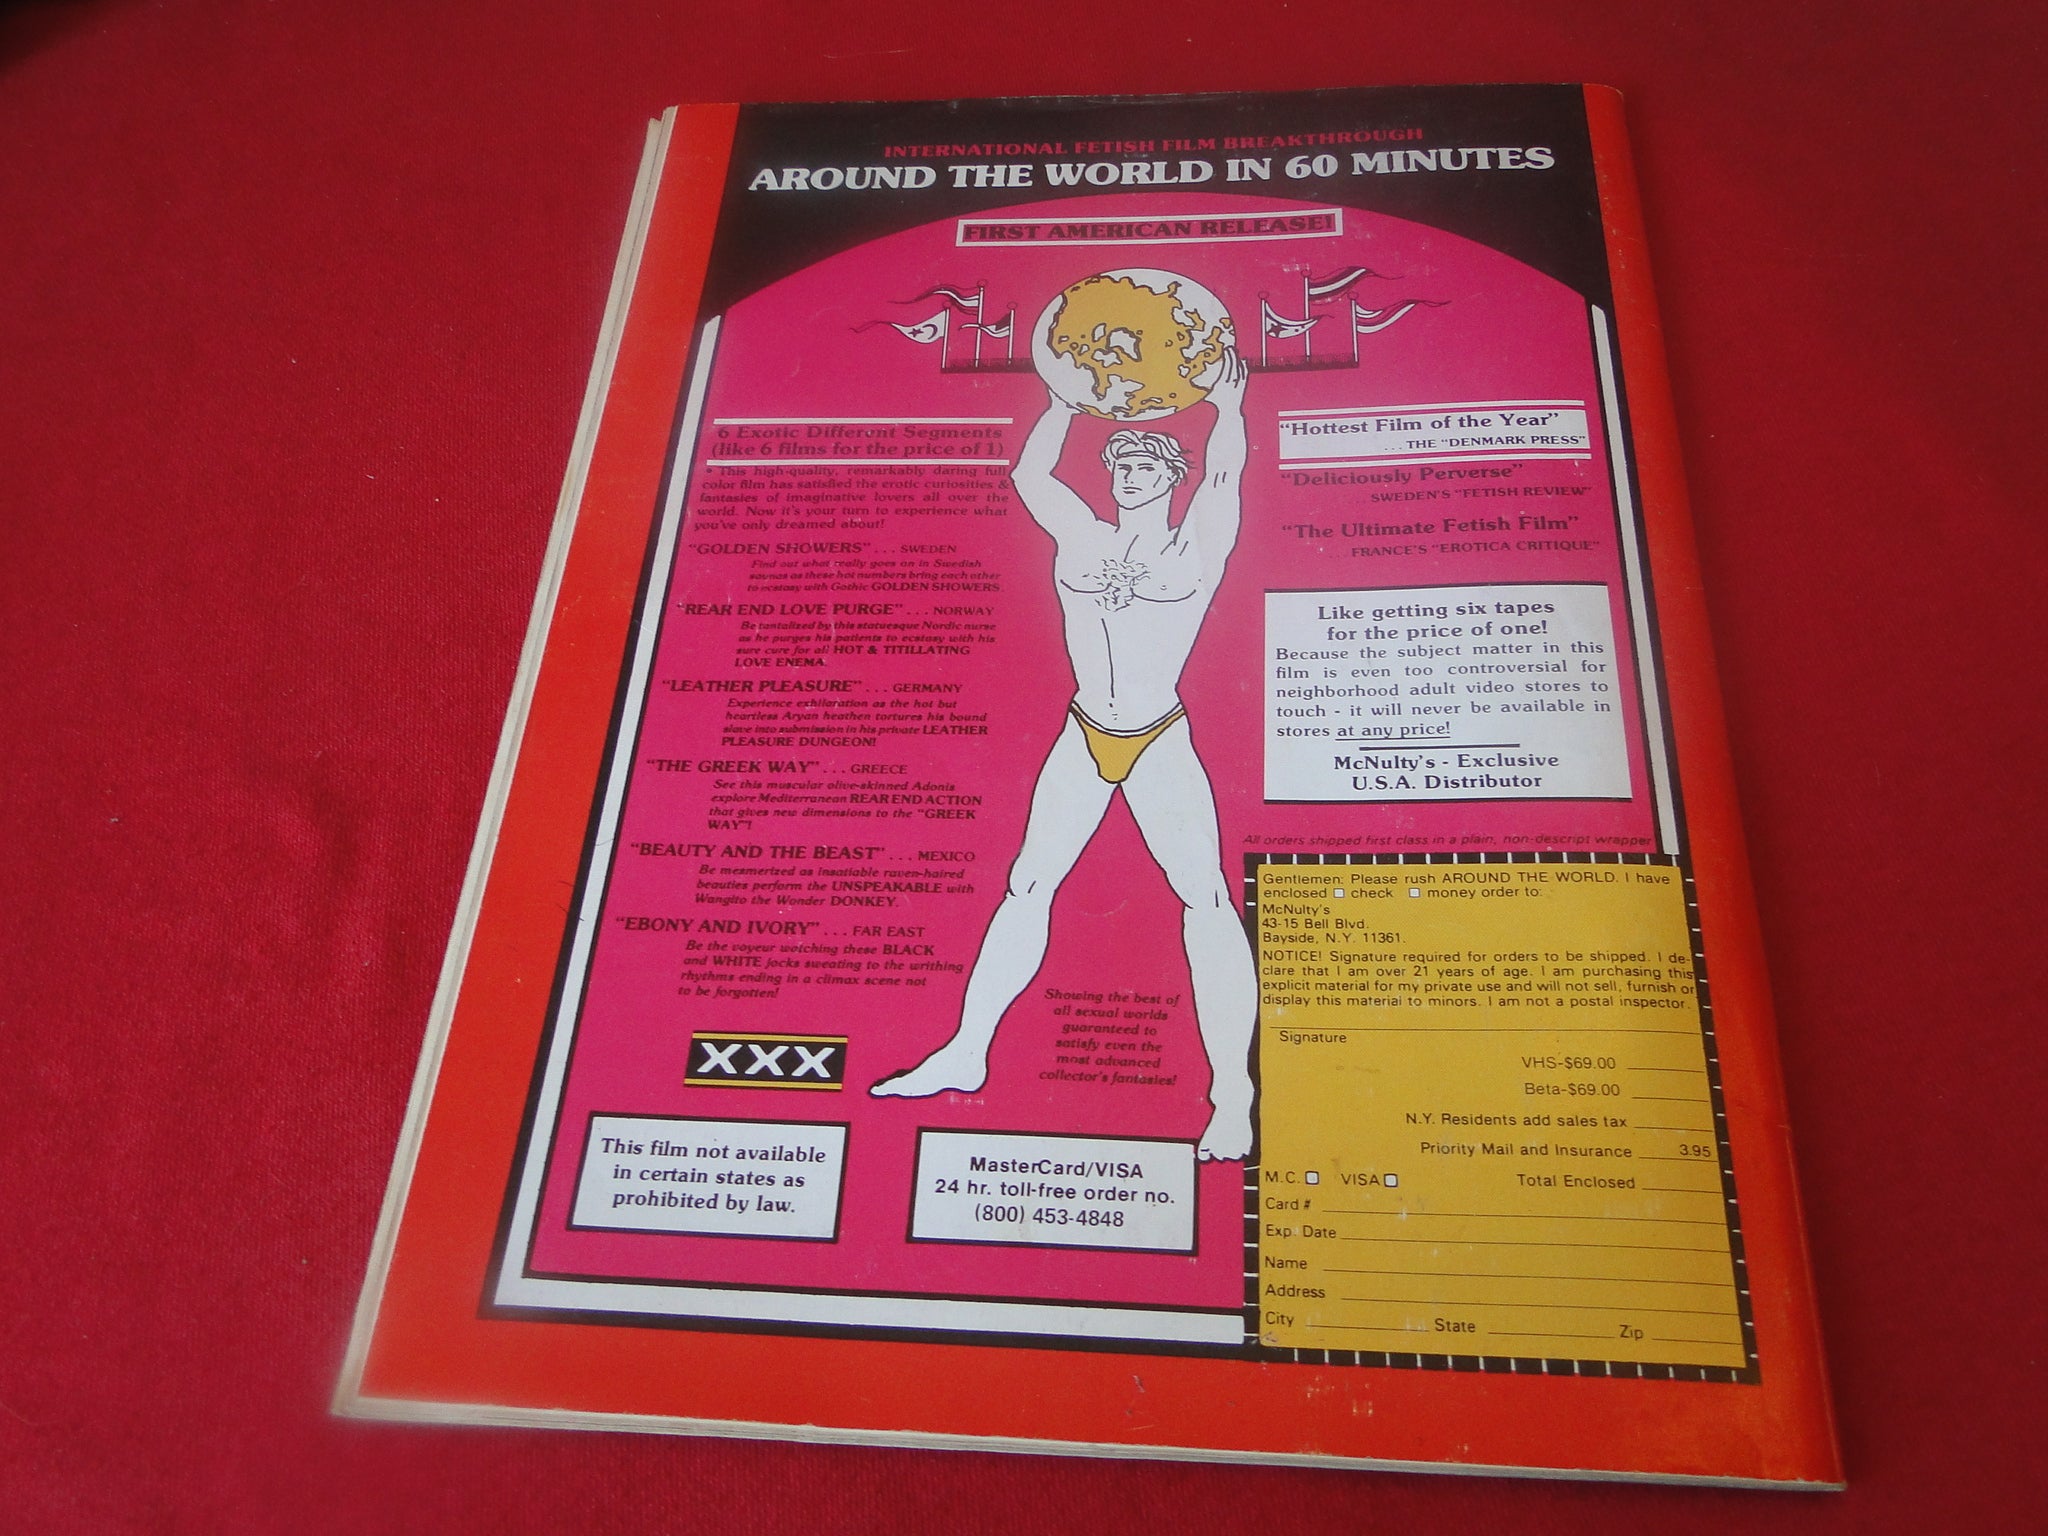 INTERNATIONAL FETISH FILM BREAKTHROUGH
AROUND THE WORLD IN 60 MINUTES
FIRST AMERICAN RELEASE!
6 Exotic Different Segments
(like 6 films for the price of 1)
• This high-quality, remarkably daring full
color film has satisfied the erotic curiosities &
fantasies of imaginative lovers all over the
world. Now it's your turn to experience what
you've only dreamed about!
"GOLDEN SHOWERS" . . . SWEDEN
Find out what really goes on in Swedish
saunas as these hot numbers bring each other
to ecstasy with Gothic GOLDEN SHOWERS.
"REAR END LOVE PURGE" . . . NORWAY
Be tantalized by this statuesque Nordic nurse
as he purges his patients to ecstasy with his
sure cure for all HOT & TITILLATING
LOVE ENEMA.
"LEATHER PLEASURE" . . . GERMANY
Experience exhilaration as the hot but
heartless Aryan heathen tortures his bound
slave into submission in his private LEATHER
PLEASURE DUNGEON!
"THE GREEK WAY" . . . GREECE
See this muscular olive-skinned Adonis
explore Mediterranean REAR END ACTION
that gives new dimensions to the "GREEK
WAY"!
"BEAUTY AND THE BEAST" . . . MEXICO
Be mesmerized as insatiable raven-haired
beauties perform the UNSPEAKABLE with
Wangito the Wonder DONKEY.
"EBONY AND IVORY" . . . FAR EAST
Be the voyeur watching these BLACK
and WHITE jocks sweating to the writhing
rhythms ending in a climax scene not
to be forgotten!
XXX
This film not available
in certain states as
prohibited by law.
Showing the best of
all sexual worlds
guaranteed to
satisfy even the
most advanced
collector's fantasies!
MasterCard/VISA
24 hr. toll-free order no.
(800) 453-4848
"Hottest Film of the Year"
. . . THE "DENMARK PRESS"
"Deliciously Perverse"
. . . SWEDEN'S "FETISH REVIEW"
"The Ultimate Fetish Film"
. . . FRANCE'S "EROTICA CRITIQUE"
Like getting six tapes
for the price of one!
Because the subject matter in this
film is even too controversial for
neighborhood adult video stores to
touch - it will never be available in
stores at any price!
McNulty's - Exclusive
U.S.A. Distributor
All orders shipped first class in a plain, non-descript wrapper
Gentlemen: Please rush AROUND THE WORLD. I have
enclosed □ check □ money order to:
McNulty's
43-15 Bell Blvd.
Bayside, N.Y. 11361.
NOTICE! Signature required for orders to be shipped. I de-
clare that I am over 21 years of age. I am purchasing this
explicit material for my private use and will not sell, furnish or
display this material to minors. I am not a postal inspector.
Signature
VHS-$69.00
Beta-$69.00
N.Y. Residents add sales tax
Priority Mail and Insurance 3.95
M.C. □ VISA □ Total Enclosed
Card #
Exp. Date
Name
Address
City State Zip